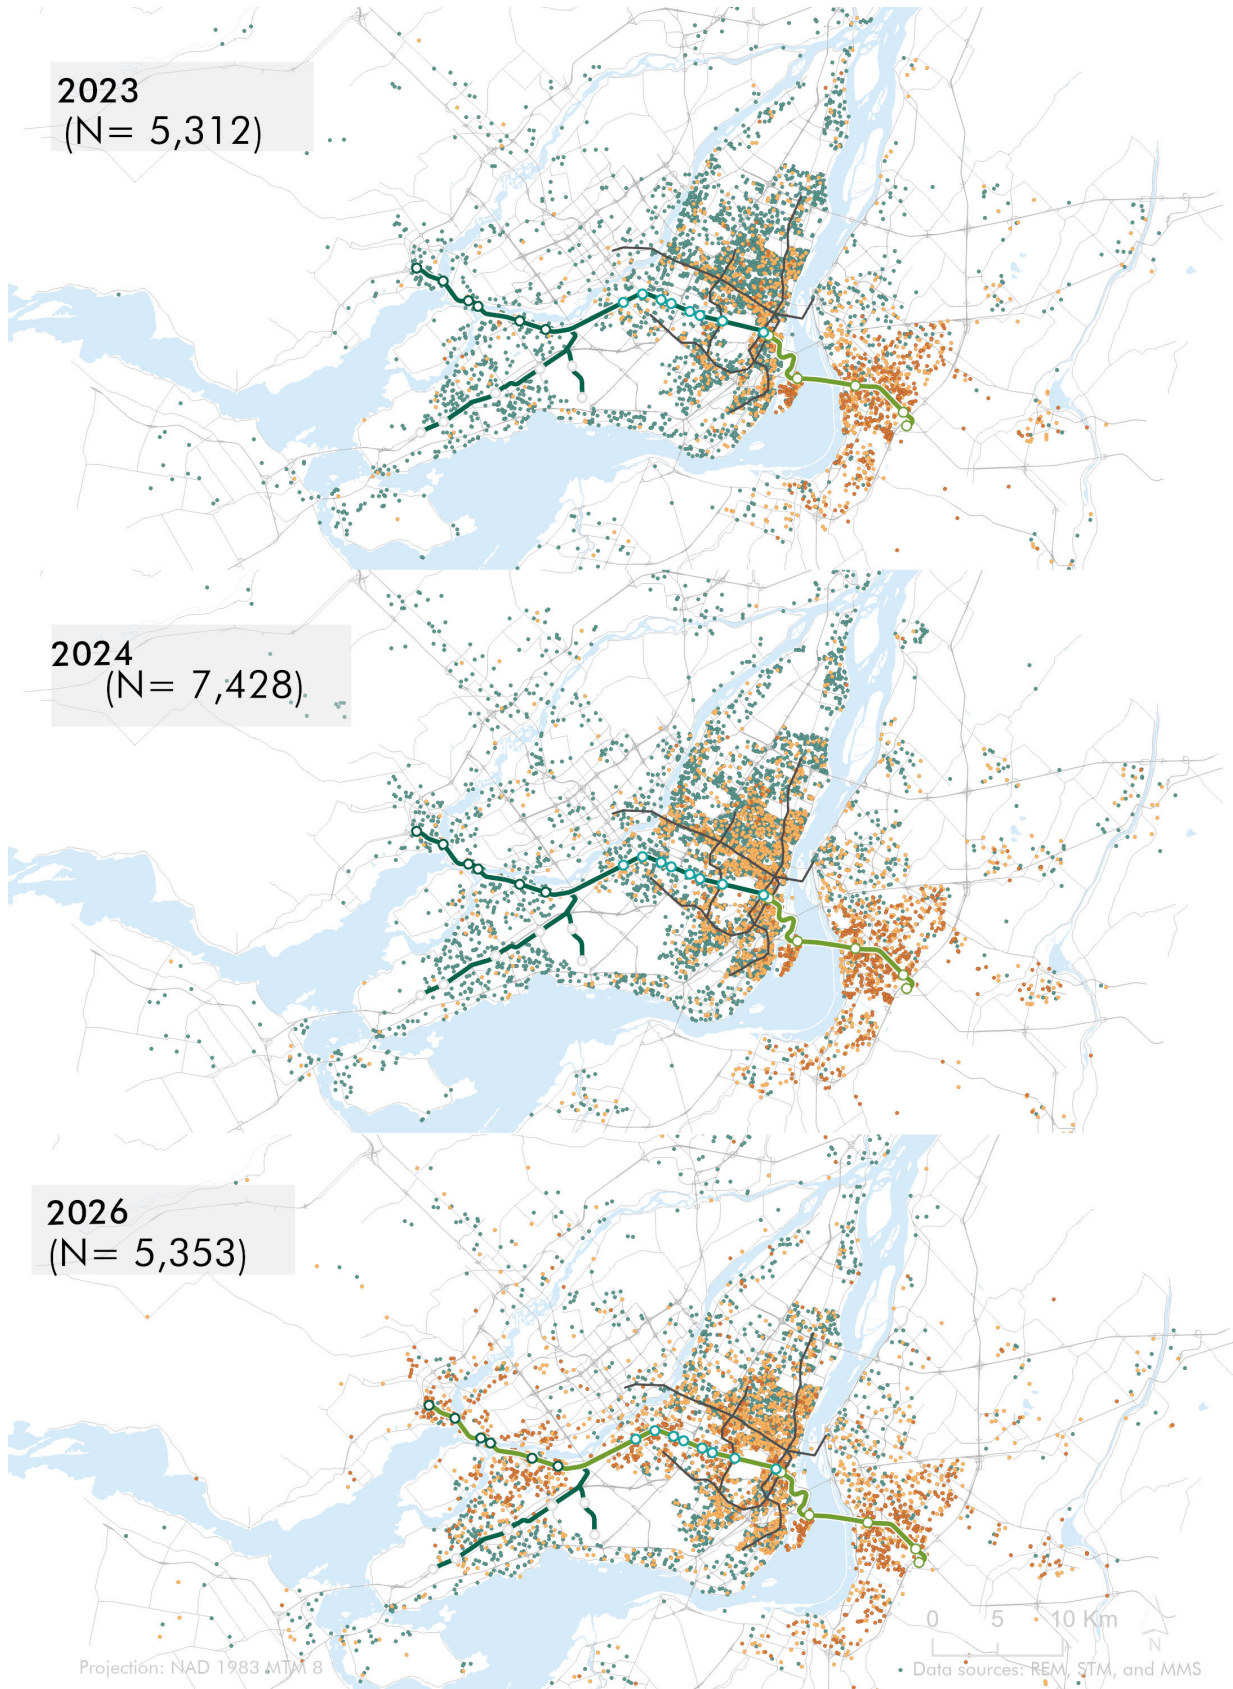 2023
(N= 5,312)
2024
(N= 7,428)
2026
(N= 5,353)
0 5 10 Km
N
Projection: NAD 1983 MTM 8
Data sources: REM, STM, and MMS